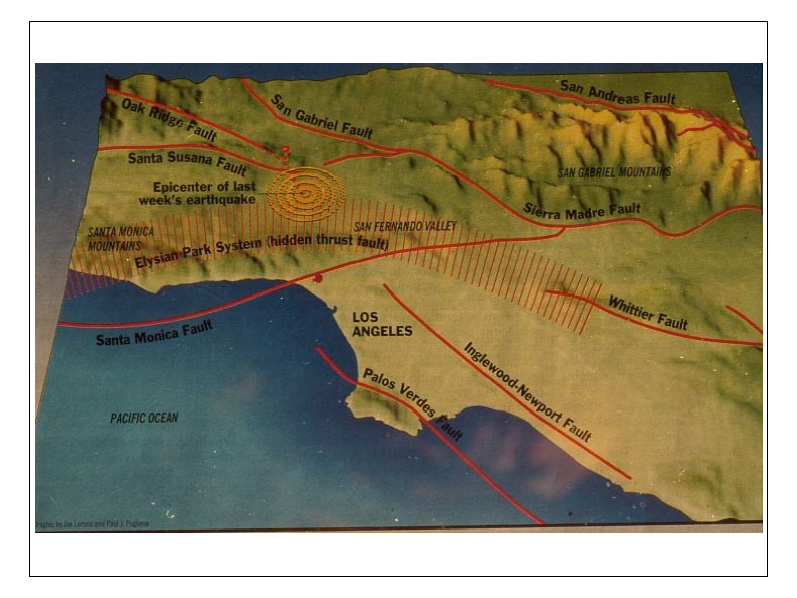 San Andreas Fault
Oak Ridge Fault
San Gabriel Fault
?
Santa Susana Fault
SAN GABRIEL MOUNTAINS
Epicenter of last
week's earthquake
Sierra Madre Fault
SANTA MONICA
MOUNTAINS
SAN FERNANDO VALLEY
Elysian Park System (hidden thrust fault)
Whittier Fault
LOS
ANGELES
Santa Monica Fault
Inglewood-Newport Fault
Palos Verdes Fault
PACIFIC OCEAN
by Joe Lertola and Paul J. Pugliese